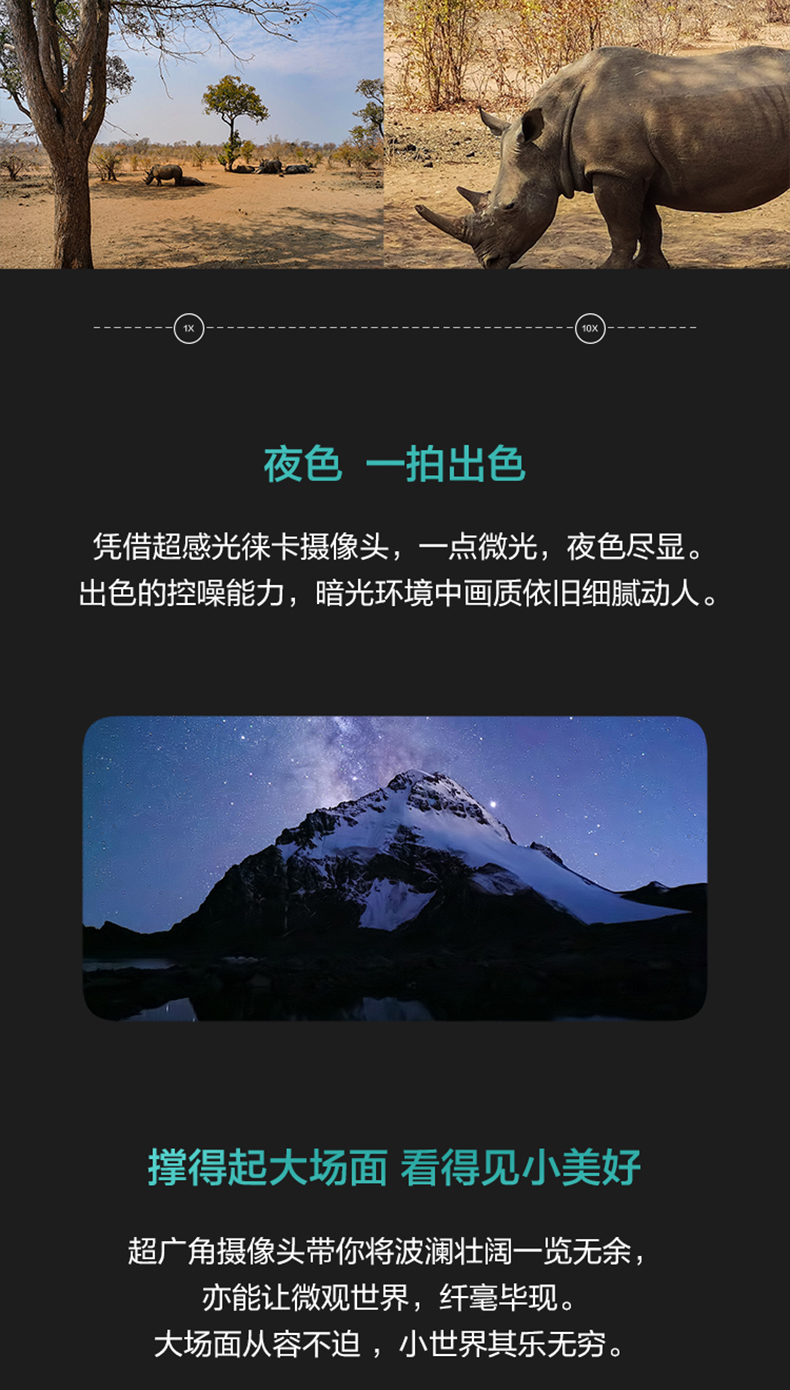 1X
10X
夜色 一拍出色
凭借超感光徕卡摄像头，一点微光，夜色尽显。
出色的控噪能力，暗光环境中画质依旧细腻动人。
撑得起大场面 看得见小美好
超广角摄像头带你将波澜壮阔一览无余，
亦能让微观世界，纤毫毕现。
大场面从容不迫 ，小世界其乐无穷。